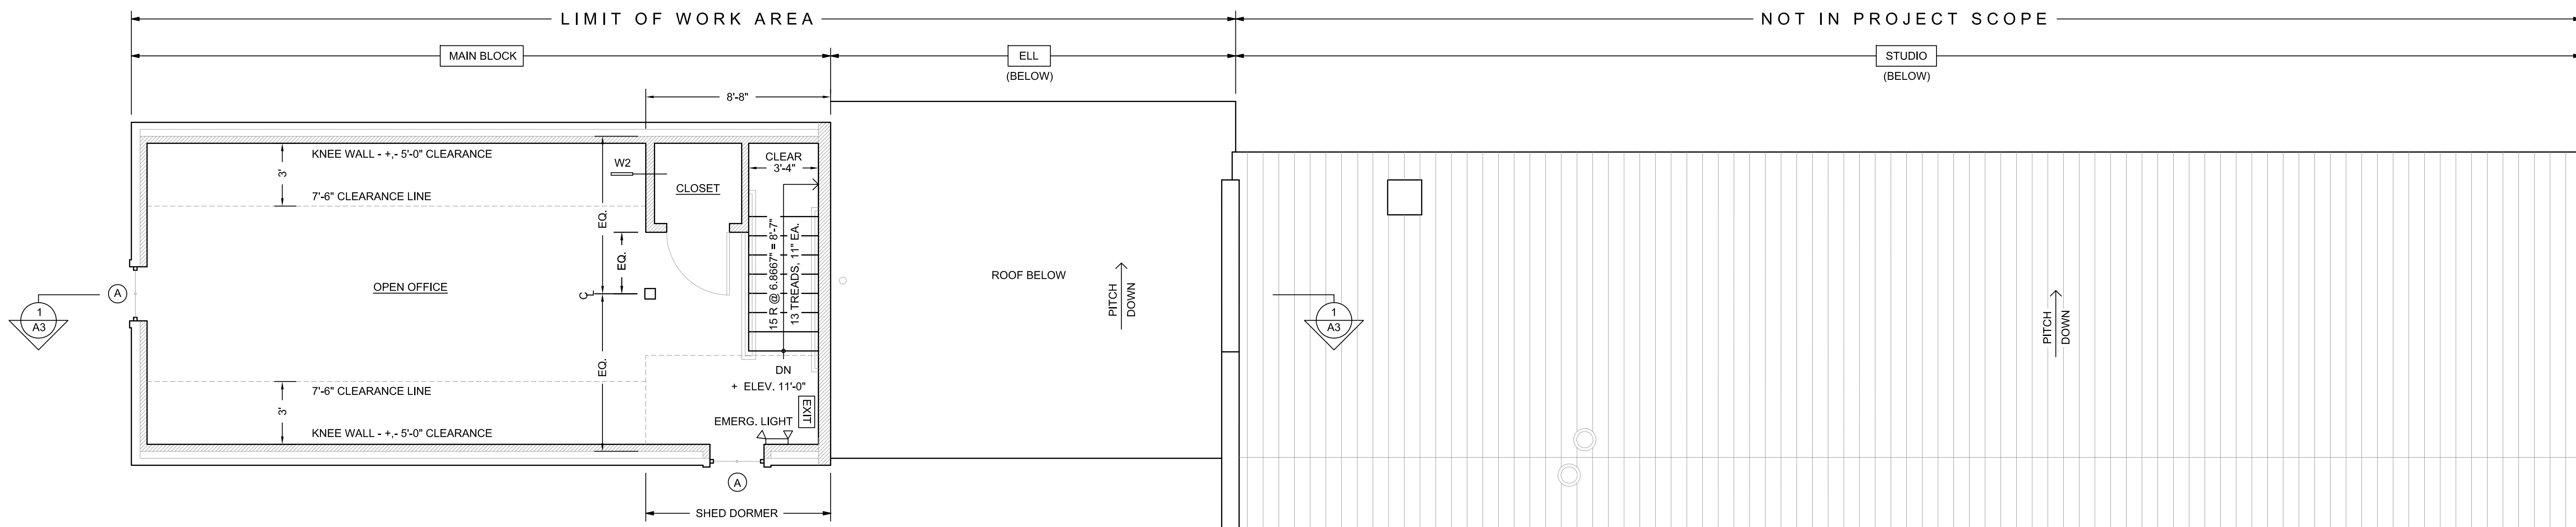 LIMIT OF WORK AREA
NOT IN PROJECT SCOPE
MAIN BLOCK
ELL
(BELOW)
STUDIO
(BELOW)
8'-8"
KNEE WALL - +,- 5'-0" CLEARANCE
3'
7'-6" CLEARANCE LINE
W2
CLOSET
CLEAR
3'-4"
EQ.
EQ.
15 R @ 6.8667" = 8'-7"
13 TREADS, 11" EA.
OPEN OFFICE
CL
A
1
A3
ROOF BELOW
PITCH
DOWN
1
A3
PITCH
DOWN
EQ.
DN
+ ELEV. 11'-0"
EXIT
EMERG. LIGHT
7'-6" CLEARANCE LINE
3'
KNEE WALL - +,- 5'-0" CLEARANCE
A
SHED DORMER